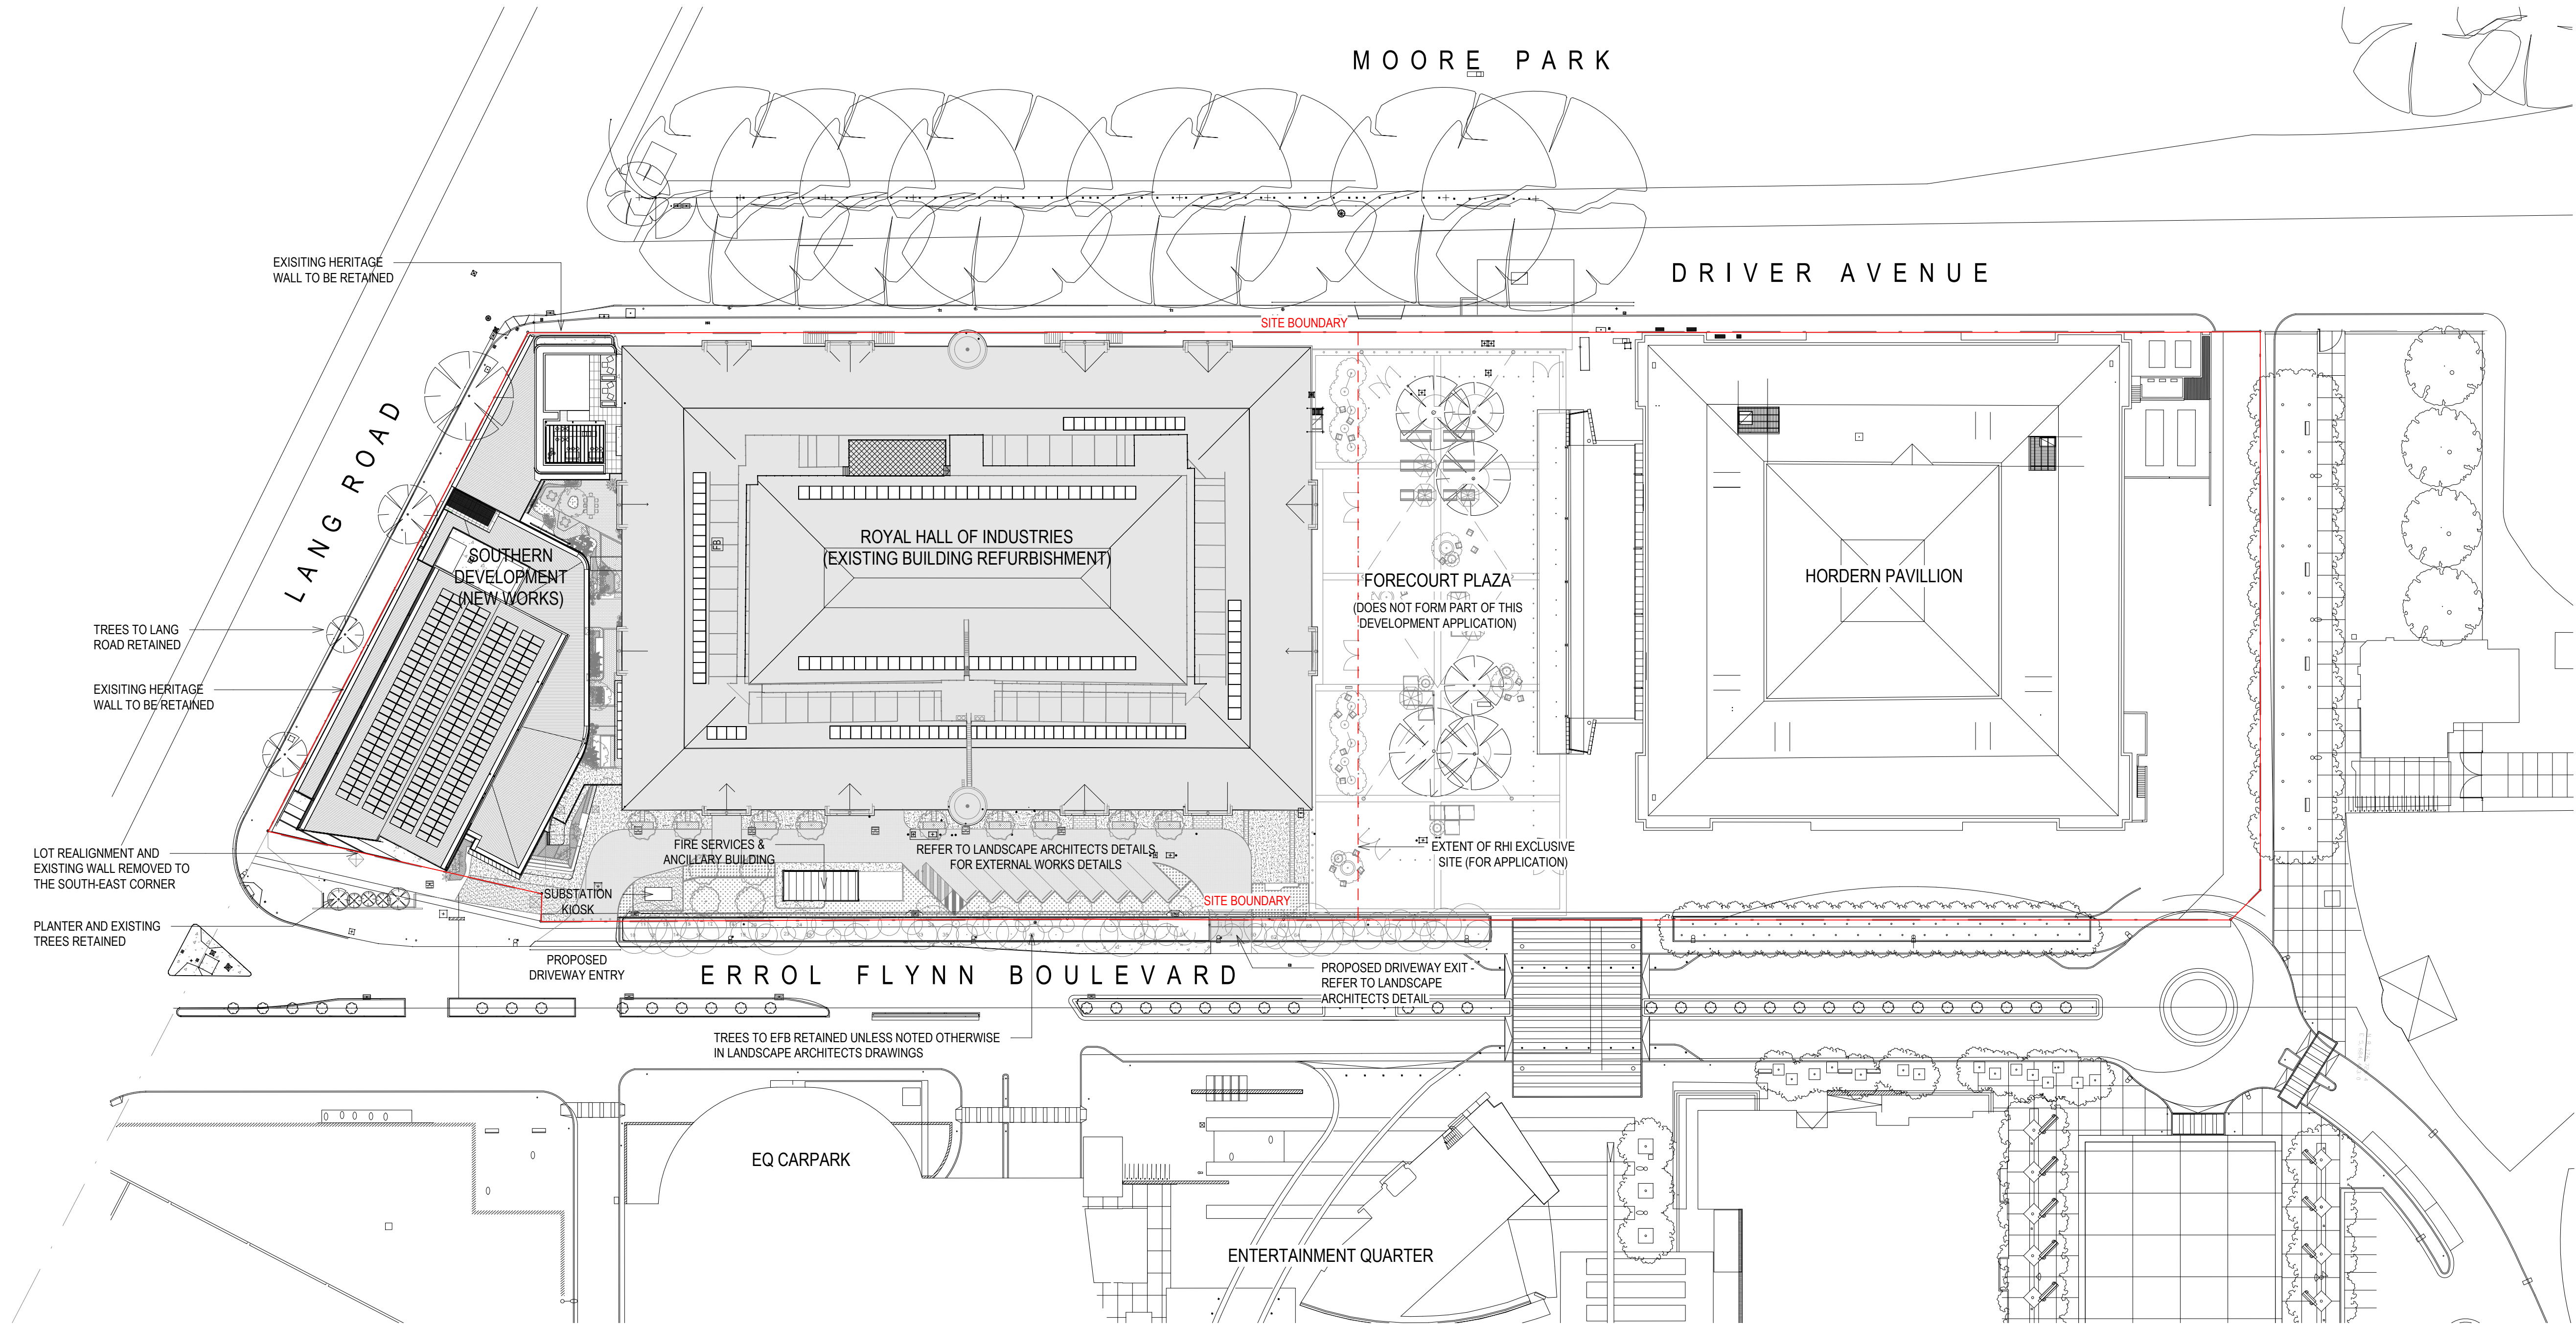 MOORE PARK
EXISITING HERITAGE
WALL TO BE RETAINED
DRIVER AVENUE
SITE BOUNDARY
LANG ROAD
SOUTHERN
DEVELOPMENT
(NEW WORKS)
ROYAL HALL OF INDUSTRIES
(EXISTING BUILDING REFURBISHMENT)
FORECOURT PLAZA
(DOES NOT FORM PART OF THIS
DEVELOPMENT APPLICATION)
HORDERN PAVILLION
TREES TO LANG
ROAD RETAINED
EXISITING HERITAGE
WALL TO BE RETAINED
LOT REALIGNMENT AND
EXISTING WALL REMOVED TO
THE SOUTH-EAST CORNER
PLANTER AND EXISTING
TREES RETAINED
FIRE SERVICES &
ANCILLARY BUILDING
REFER TO LANDSCAPE ARCHITECTS DETAILS
FOR EXTERNAL WORKS DETAILS
EXTENT OF RHI EXCLUSIVE
SITE (FOR APPLICATION)
SUBSTATION
KIOSK
SITE BOUNDARY
PROPOSED
DRIVEWAY ENTRY
ERROL FLYNN BOULEVARD
PROPOSED DRIVEWAY EXIT -
REFER TO LANDSCAPE
ARCHITECTS DETAIL
TREES TO EFB RETAINED UNLESS NOTED OTHERWISE
IN LANDSCAPE ARCHITECTS DRAWINGS
EQ CARPARK
ENTERTAINMENT QUARTER